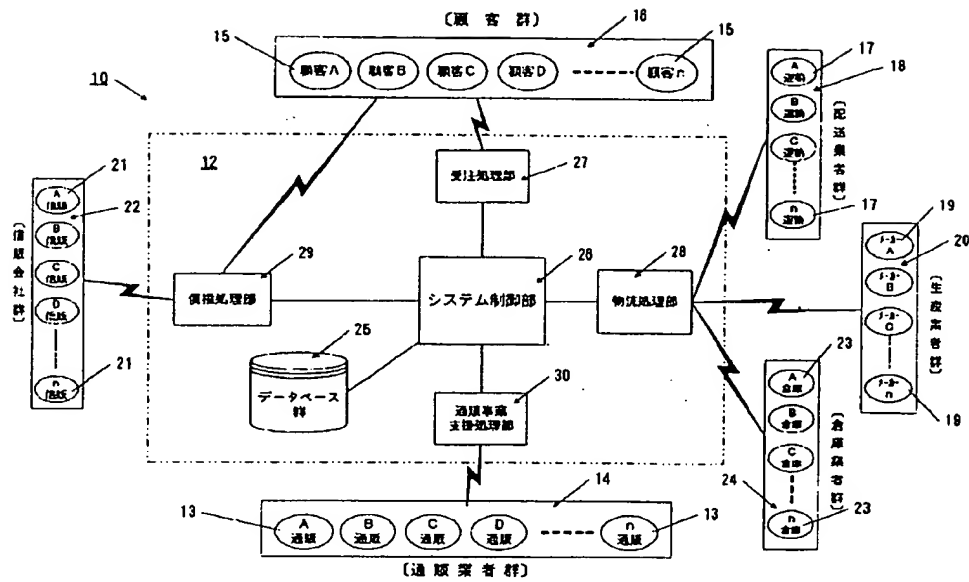 〔顧客群〕
16
15
15
顧客A
顧客B
顧客C
顧客D
顧客n
10
12
受注処理部
27
17
A
運輸
18
B
運輸
C
運輸
n
運輸
17
〔配送業者群〕
21
A
信販
22
B
信販
C
信販
D
信販
n
信販
21
〔信販会社群〕
29
処理部
26
システム制御部
28
物流処理部
25
データベース
群
30
通販事業
支援処理部
19
メーカー
A
20
メーカー
B
メーカー
C
メーカー
n
19
〔生産業者群〕
23
A
倉庫
B
倉庫
C
倉庫
24
n
倉庫
23
〔倉庫業者群〕
14
13
A
通販
B
通販
C
通販
D
通販
n
通販
13
〔通販業者群〕